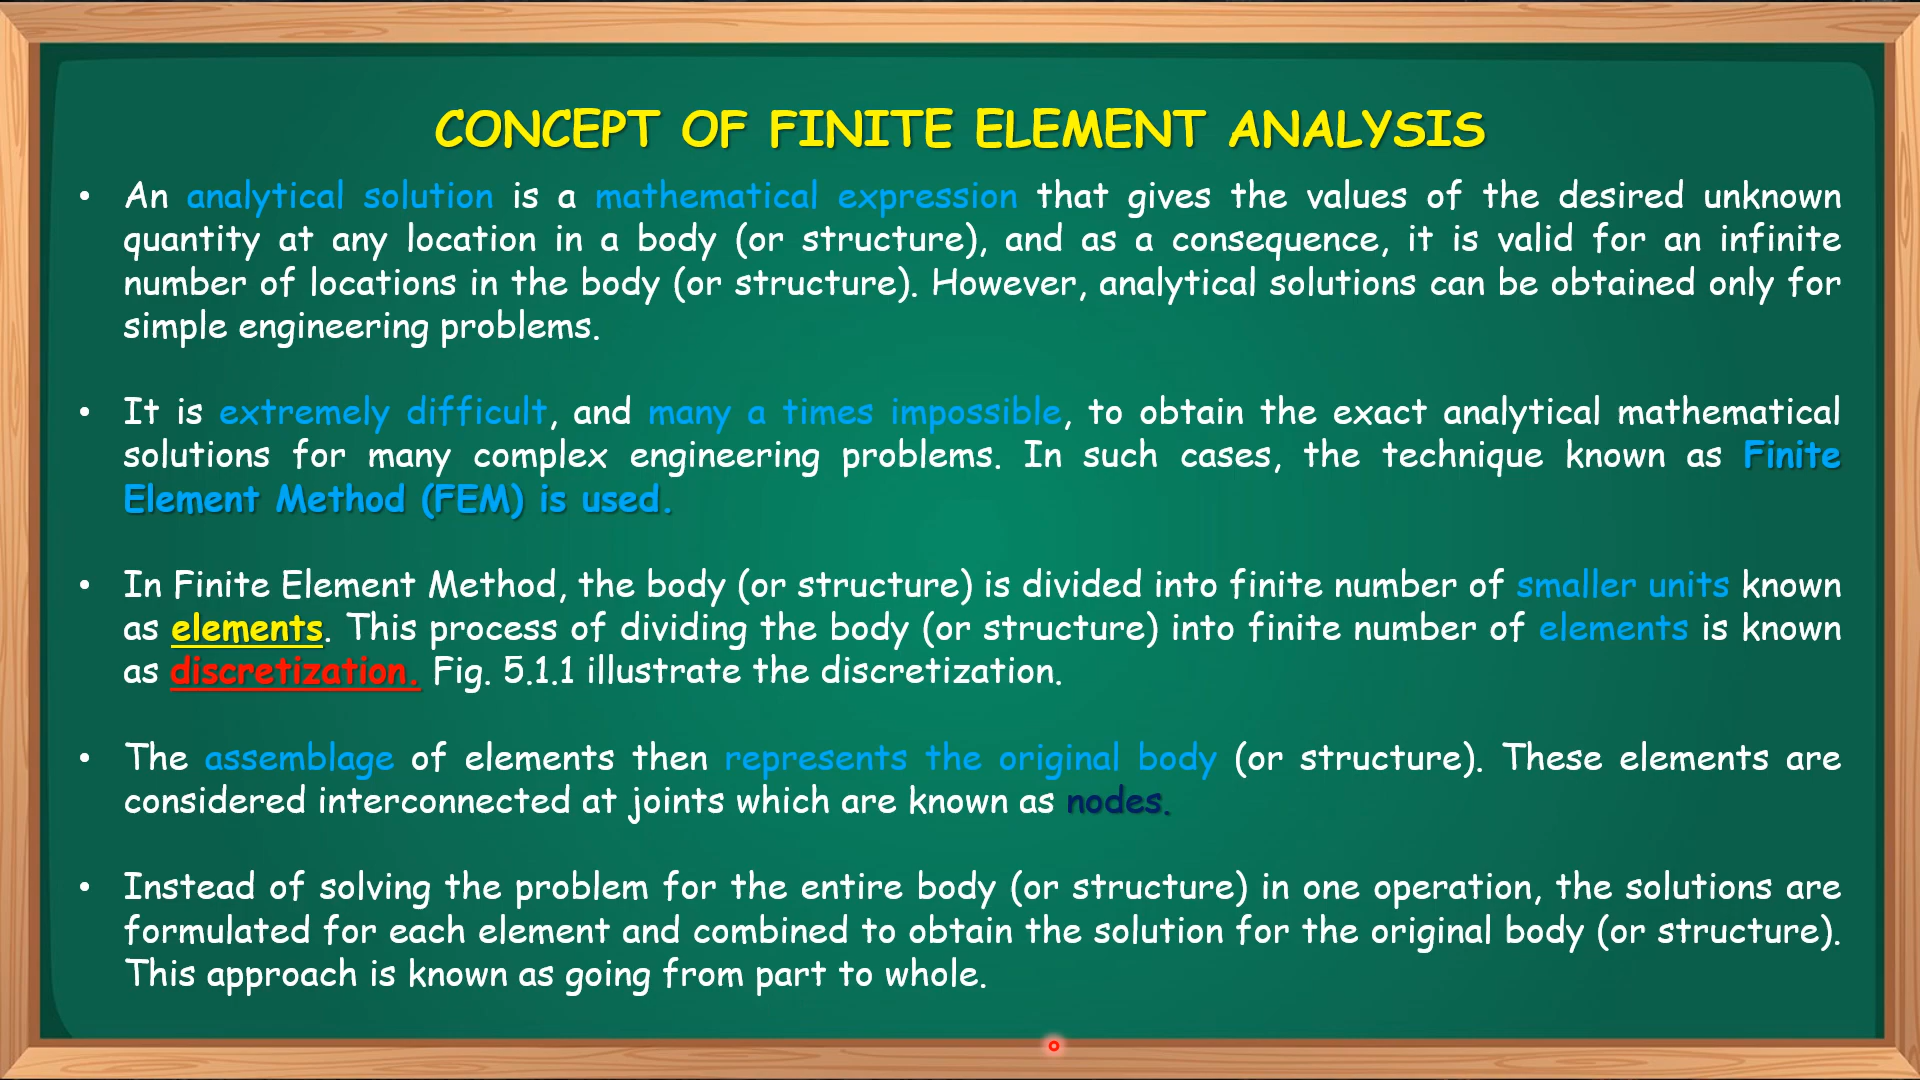 CONCEPT OF FINITE ELEMENT ANALYSIS
• An analytical solution is a mathematical expression that gives the values of the desired unknown
quantity at any location in a body (or structure), and as a consequence, it is valid for an infinite
number of locations in the body (or structure). However, analytical solutions can be obtained only for
simple engineering problems.
• It is extremely difficult, and many a times impossible, to obtain the exact analytical mathematical
solutions for many complex engineering problems. In such cases, the technique known as Finite
Element Method (FEM) is used.
• In Finite Element Method, the body (or structure) is divided into finite number of smaller units known
as elements. This process of dividing the body (or structure) into finite number of elements is known
as discretization. Fig. 5.1.1 illustrate the discretization.
• The assemblage of elements then represents the original body (or structure). These elements are
considered interconnected at joints which are known as nodes.
• Instead of solving the problem for the entire body (or structure) in one operation, the solutions are
formulated for each element and combined to obtain the solution for the original body (or structure).
This approach is known as going from part to whole.